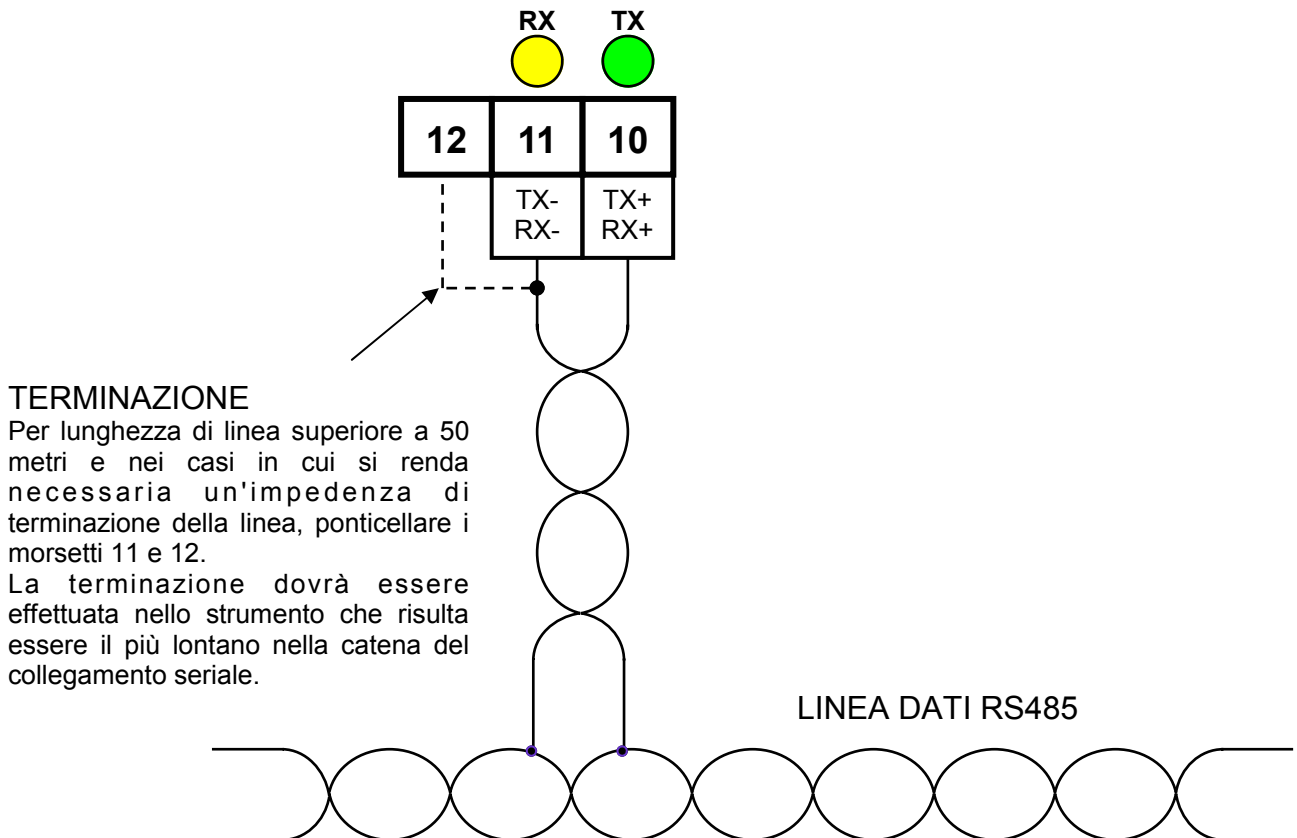 RX TX
12 11 10
TX- TX+
RX- RX+
TERMINAZIONE
Per lunghezza di linea superiore a 50
metri e nei casi in cui si renda
necessaria un'impedenza di
terminazione della linea, ponticellare i
morsetti 11 e 12.
La terminazione dovrà essere
effettuata nello strumento che risulta
essere il più lontano nella catena del
collegamento seriale.
LINEA DATI RS485